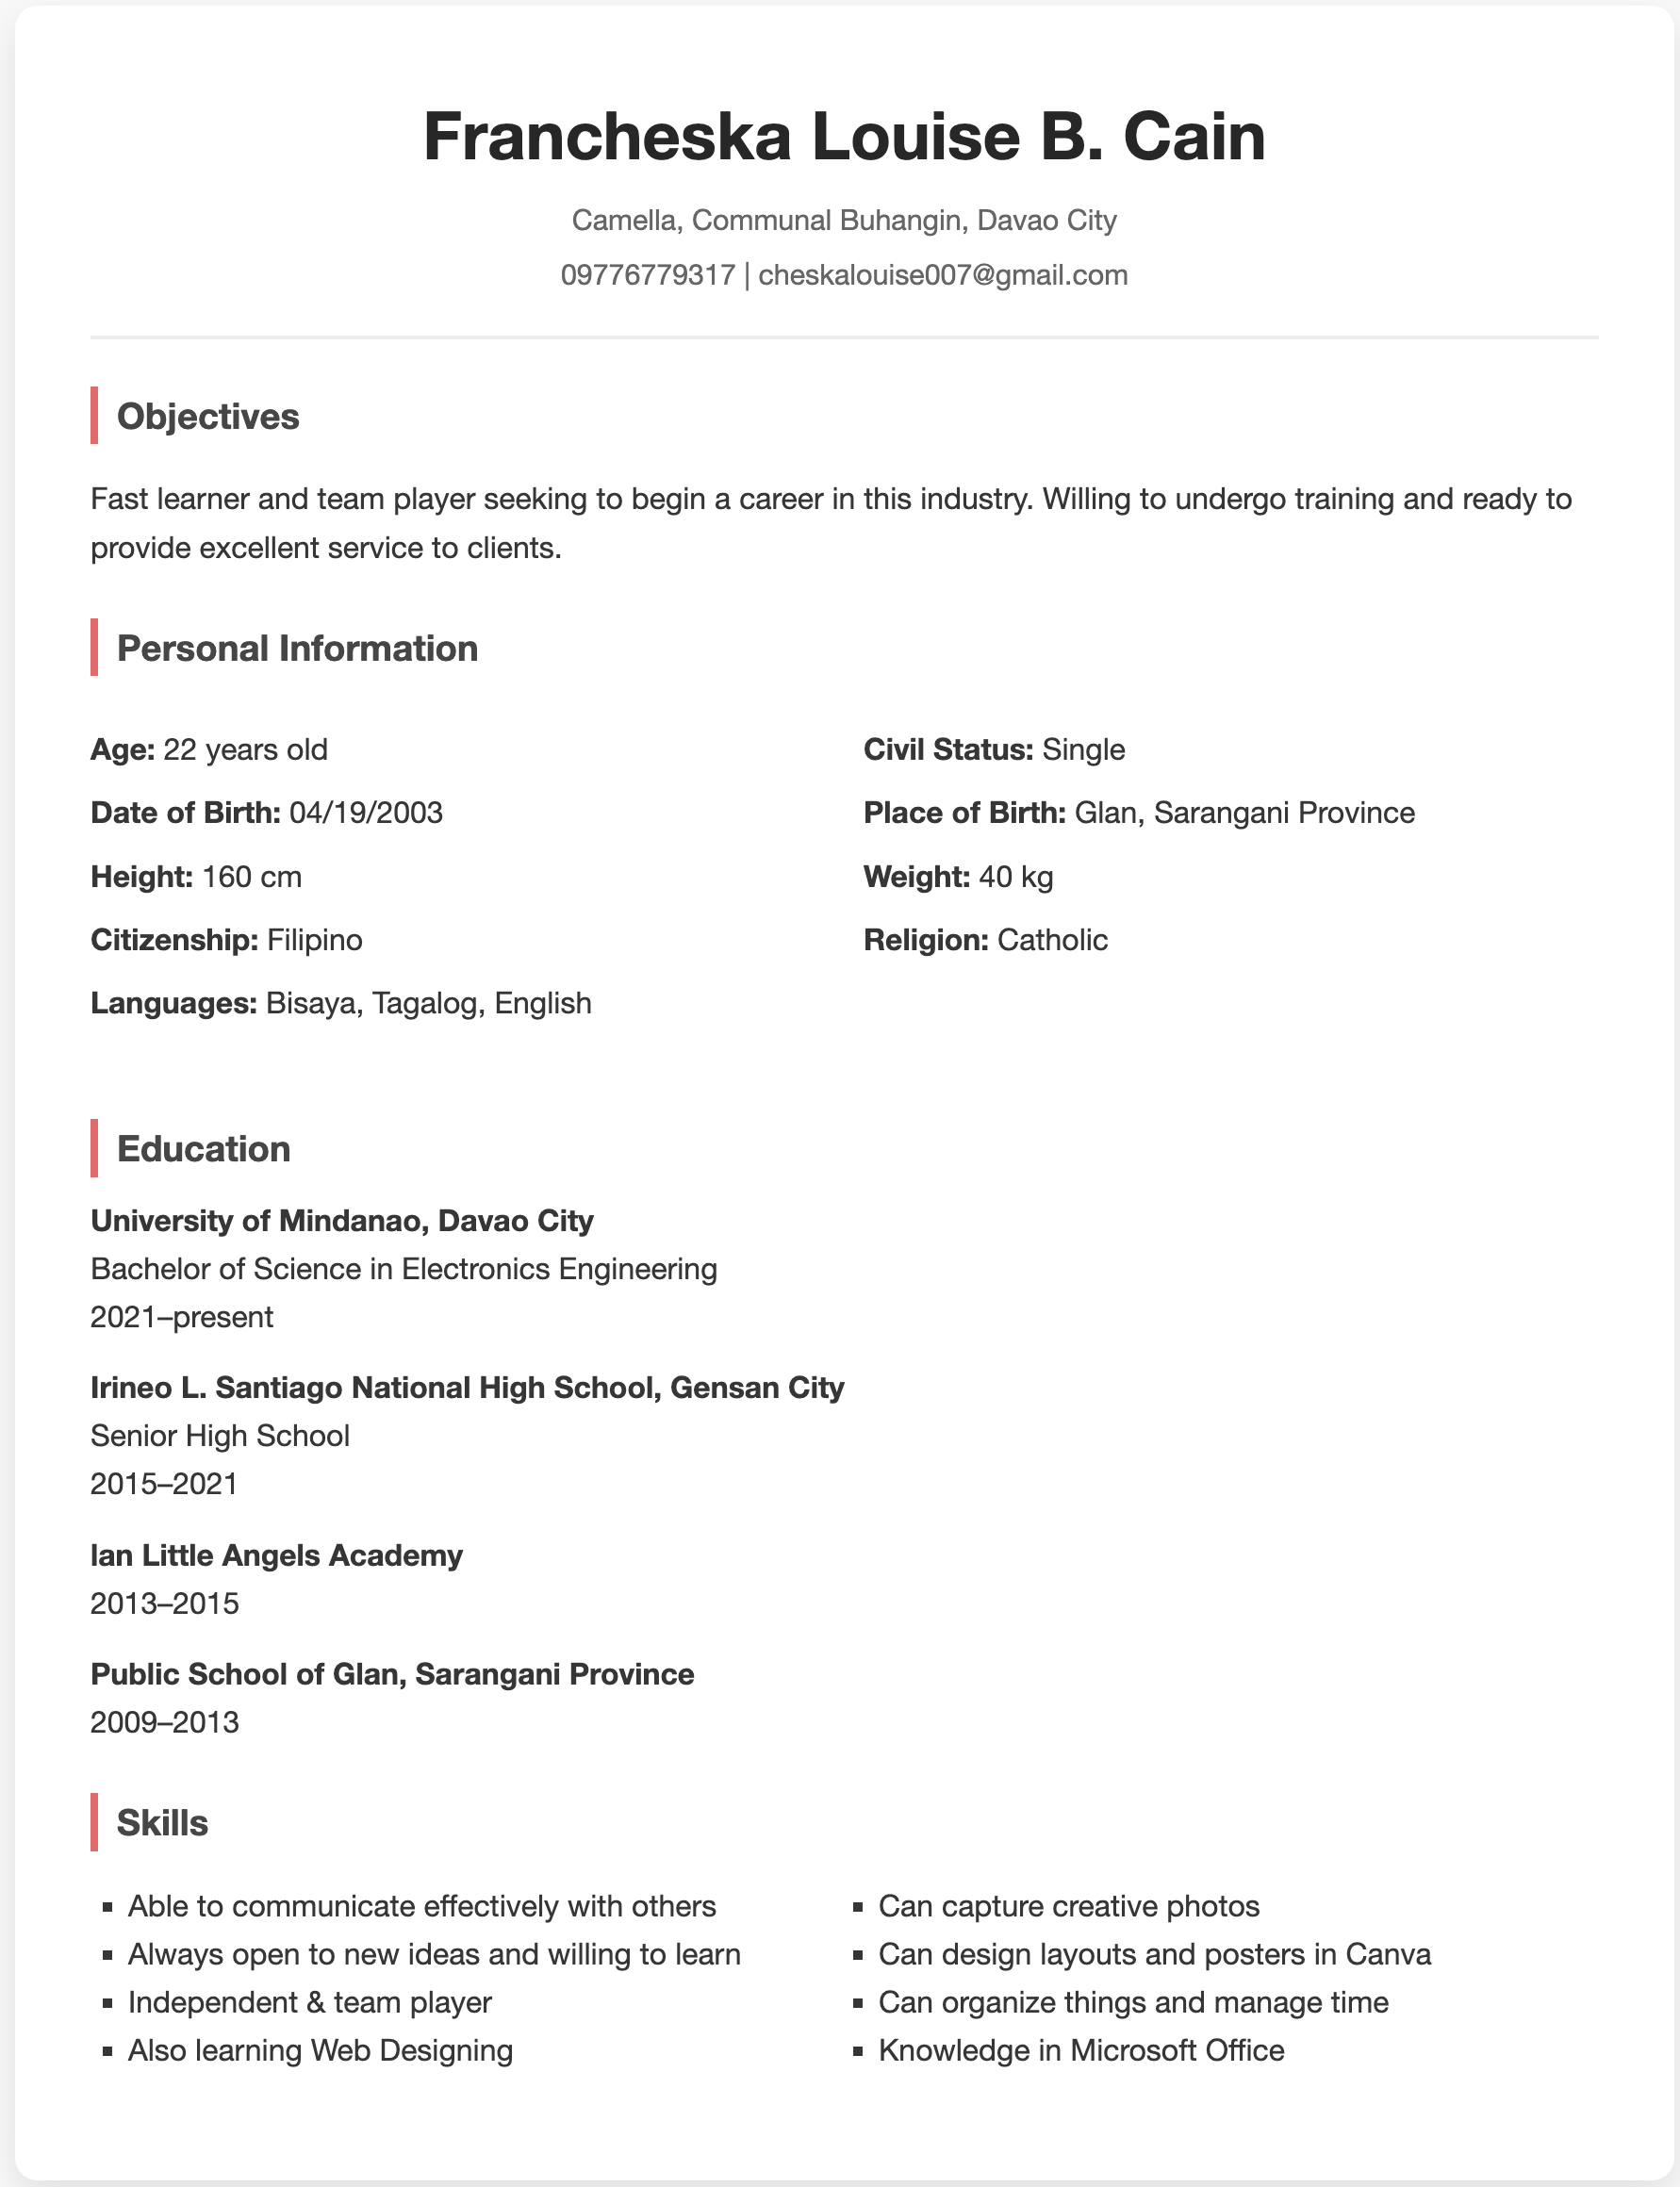 Francheska Louise B. Cain
Camella, Communal Buhangin, Davao City
09776779317 | cheskalouise007@gmail.com
Objectives
Fast learner and team player seeking to begin a career in this industry. Willing to undergo training and ready to
provide excellent service to clients.
Personal Information
Age: 22 years old
Civil Status: Single
Date of Birth: 04/19/2003
Place of Birth: Glan, Sarangani Province
Height: 160 cm
Weight: 40 kg
Citizenship: Filipino
Religion: Catholic
Languages: Bisaya, Tagalog, English
Education
University of Mindanao, Davao City
Bachelor of Science in Electronics Engineering
2021–present
Irineo L. Santiago National High School, Gensan City
Senior High School
2015–2021
Ian Little Angels Academy
2013–2015
Public School of Glan, Sarangani Province
2009–2013
Skills
▪ Able to communicate effectively with others
▪ Always open to new ideas and willing to learn
▪ Independent & team player
▪ Also learning Web Designing
▪ Can capture creative photos
▪ Can design layouts and posters in Canva
▪ Can organize things and manage time
▪ Knowledge in Microsoft Office